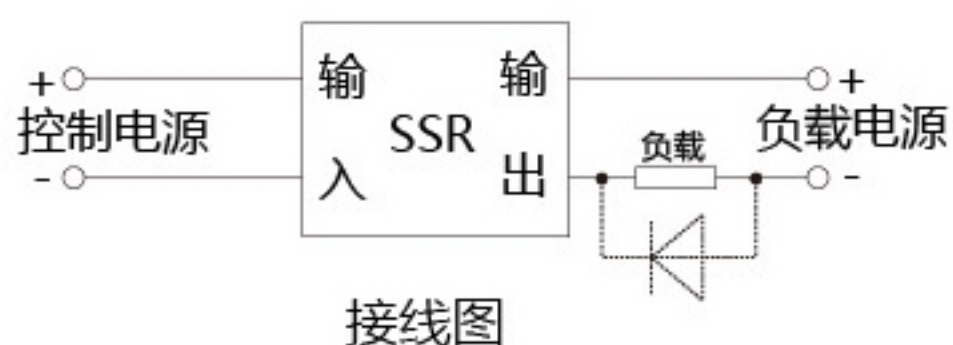 输 输
+ +
控制电源 SSR 负载电源
负载
- 入 出 -
接线图